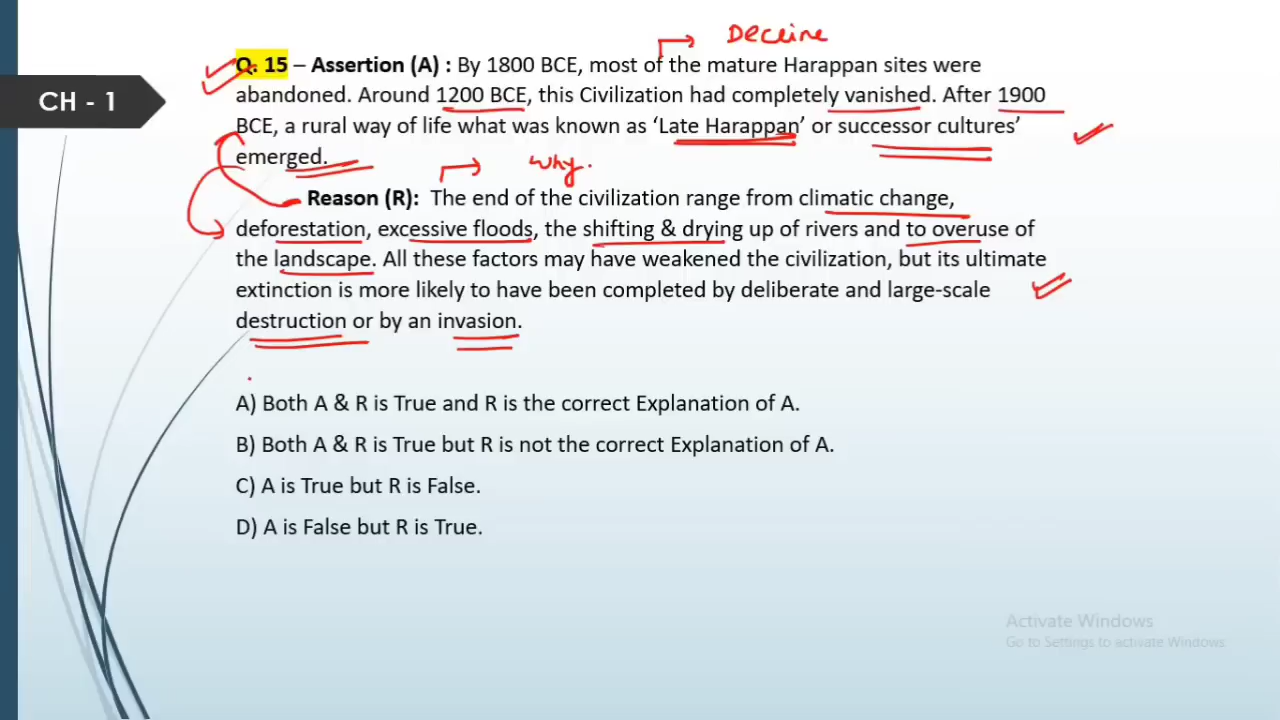 Decline
Q. 15 – Assertion (A) : By 1800 BCE, most of the mature Harappan sites were
CH - 1
abandoned. Around 1200 BCE, this Civilization had completely vanished. After 1900
BCE, a rural way of life what was known as ‘Late Harappan’ or successor cultures’
emerged.
why.
Reason (R): The end of the civilization range from climatic change,
deforestation, excessive floods, the shifting & drying up of rivers and to overuse of
the landscape. All these factors may have weakened the civilization, but its ultimate
extinction is more likely to have been completed by deliberate and large-scale
destruction or by an invasion.
A) Both A & R is True and R is the correct Explanation of A.
B) Both A & R is True but R is not the correct Explanation of A.
C) A is True but R is False.
D) A is False but R is True.
Activate Windows
Go to Settings to activate Windows.